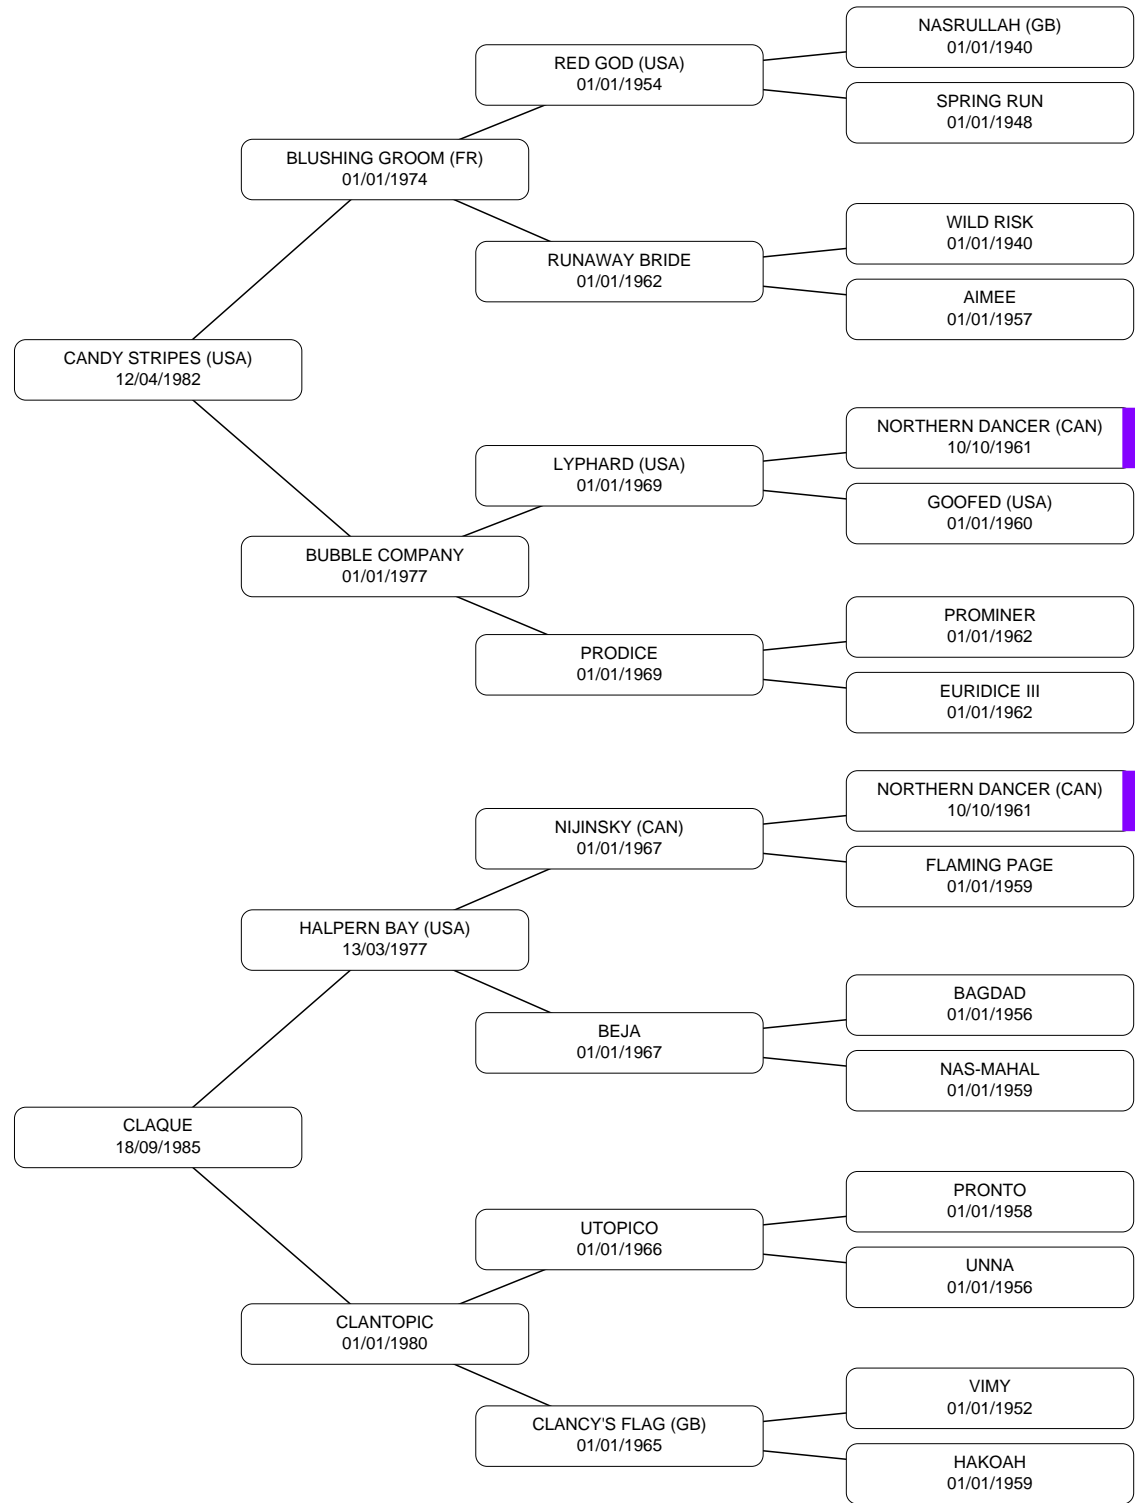 NASRULLAH (GB)
01/01/1940
RED GOD (USA)
01/01/1954
SPRING RUN
01/01/1948
BLUSHING GROOM (FR)
01/01/1974
WILD RISK
01/01/1940
RUNAWAY BRIDE
01/01/1962
AIMEE
01/01/1957
CANDY STRIPES (USA)
12/04/1982
NORTHERN DANCER (CAN)
10/10/1961
LYPHARD (USA)
01/01/1969
GOOFED (USA)
01/01/1960
BUBBLE COMPANY
01/01/1977
PROMINER
01/01/1962
PRODICE
01/01/1969
EURIDICE III
01/01/1962
NORTHERN DANCER (CAN)
10/10/1961
NIJINSKY (CAN)
01/01/1967
FLAMING PAGE
01/01/1959
HALPERN BAY (USA)
13/03/1977
BAGDAD
01/01/1956
BEJA
01/01/1967
NAS-MAHAL
01/01/1959
CLAQUE
18/09/1985
PRONTO
01/01/1958
UTOPICO
01/01/1966
UNNA
01/01/1956
CLANTOPIC
01/01/1980
VIMY
01/01/1952
CLANCY'S FLAG (GB)
01/01/1965
HAKOAH
01/01/1959